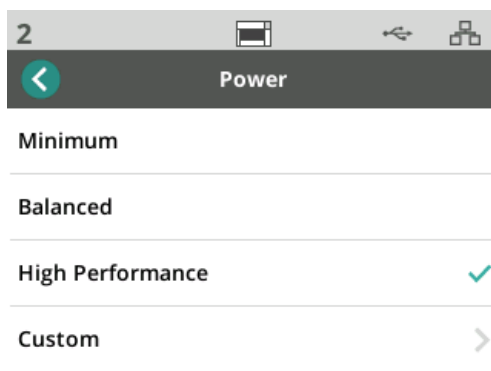 2
Power
Minimum
Balanced
High Performance
Custom